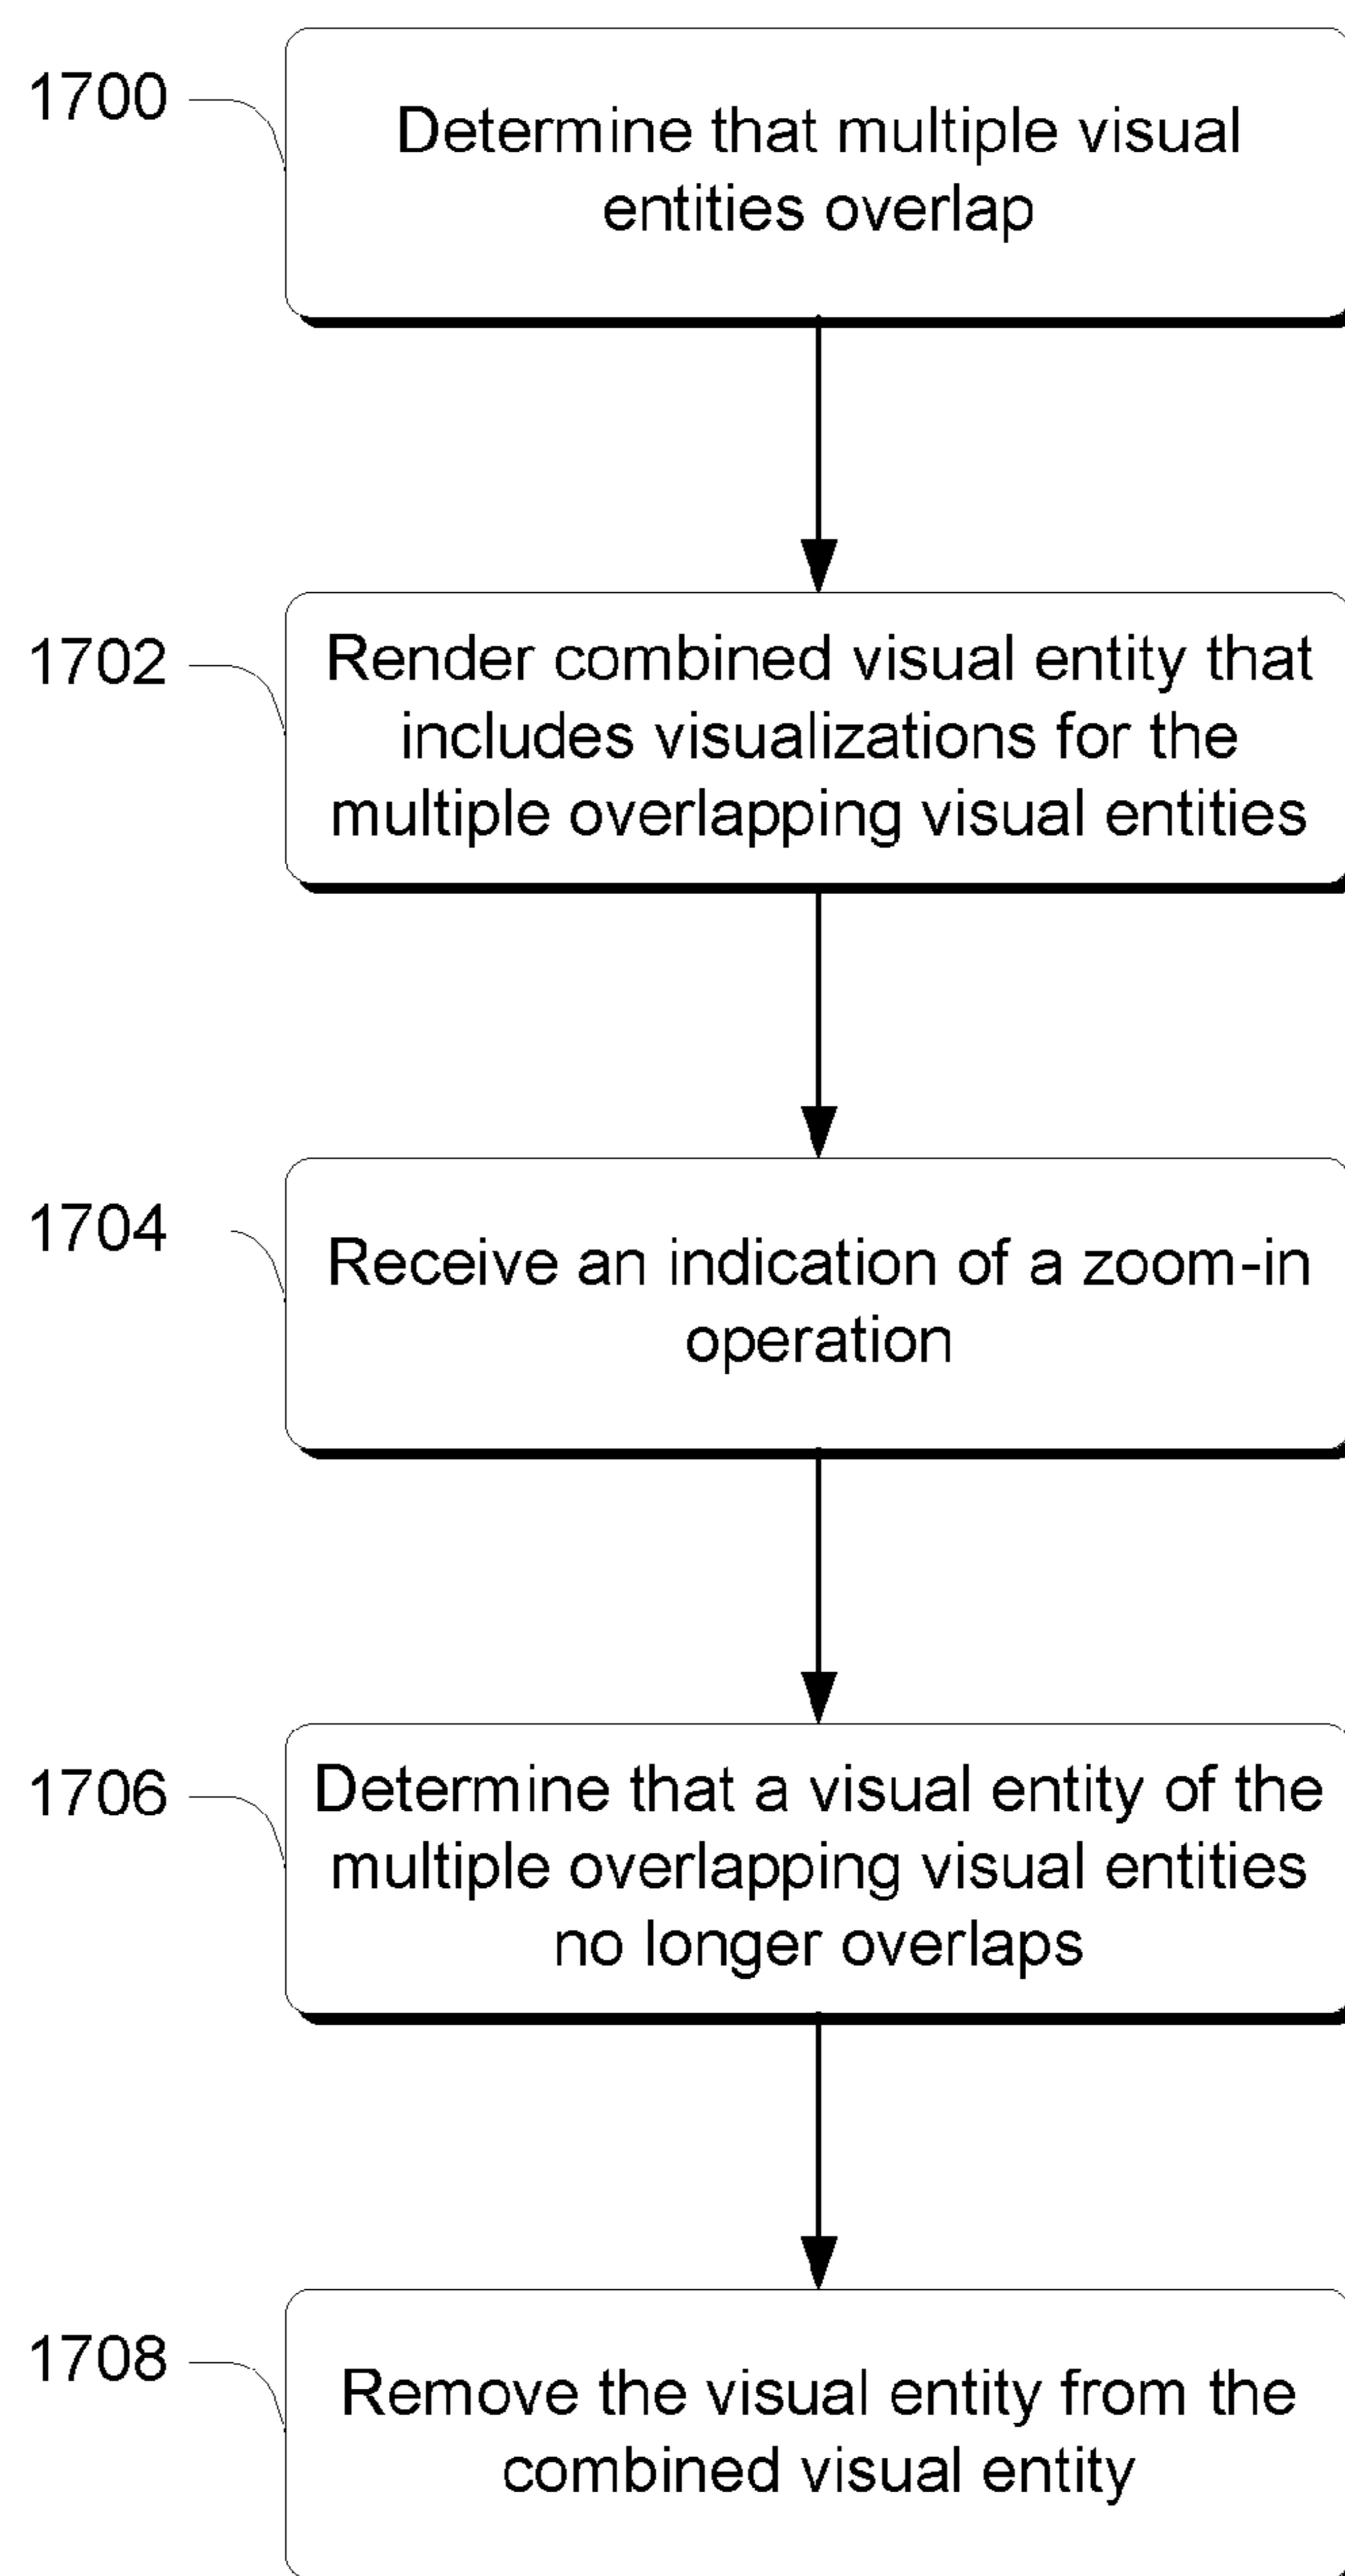 1700
Determine that multiple visual
entities overlap
1702
Render combined visual entity that
includes visualizations for the
multiple overlapping visual entities
1704
Receive an indication of a zoom-in
operation
1706
Determine that a visual entity of the
multiple overlapping visual entities
no longer overlaps
1708
Remove the visual entity from the
combined visual entity